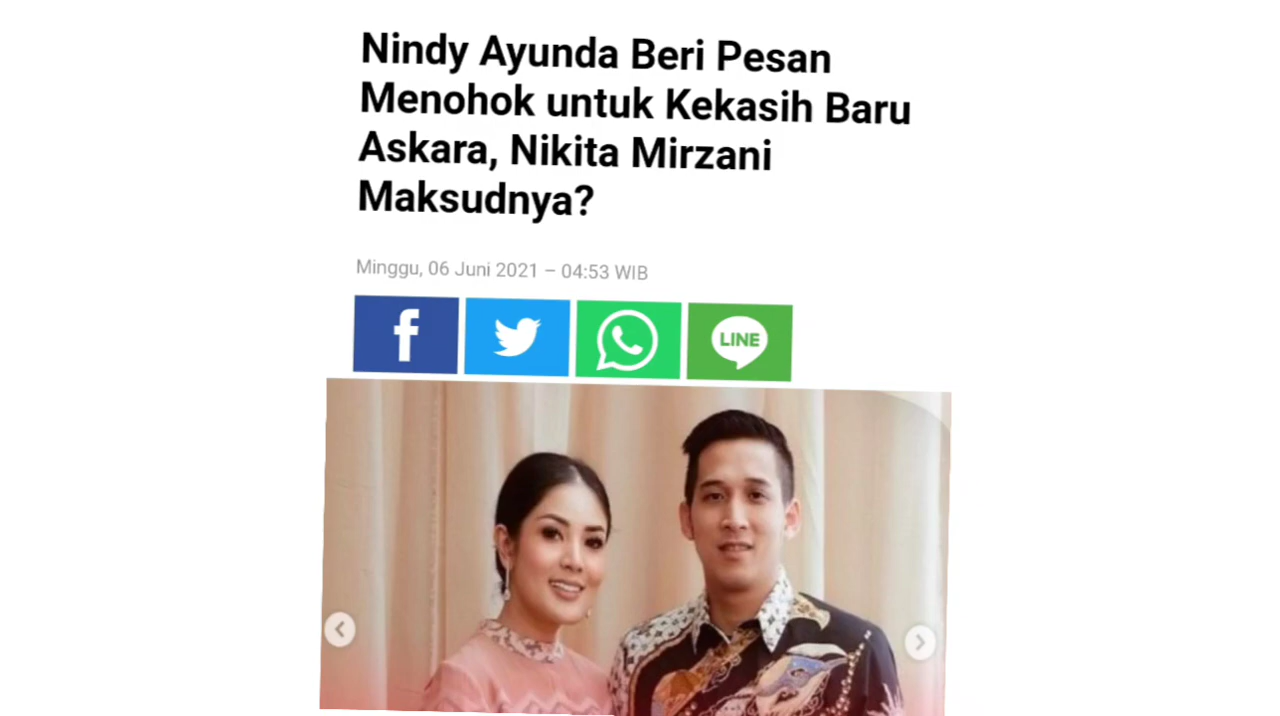 Nindy Ayunda Beri Pesan
Menohok untuk Kekasih Baru
Askara, Nikita Mirzani
Maksudnya?
Minggu, 06 Juni 2021 – 04:53 WIB
LINE